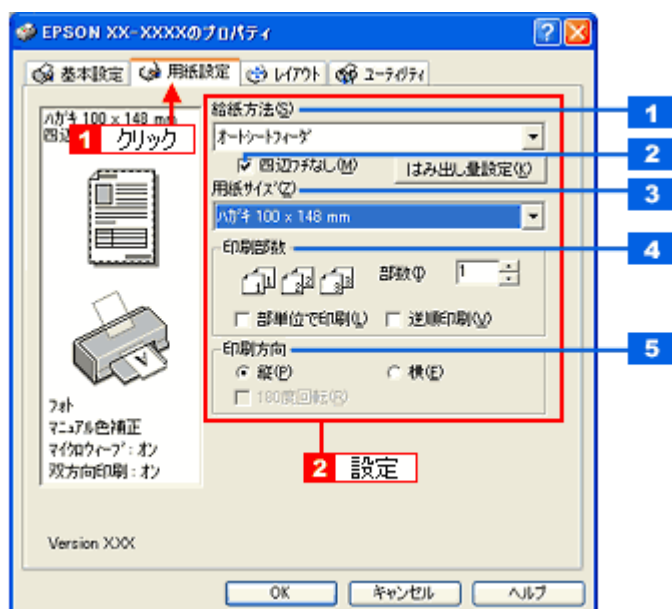 EPSON XX-XXXXのプロパティ
基本設定 用紙設定 レイアウト ユーティリティ
ハガキ 100 x 148 mm
四辺
1 クリック
フォト
マニュアル色補正
マイクロウィーブ：オン
双方向印刷：オン
Version XXX
給紙方法(S)
1
オートシートフィーダ
四辺フチなし(M) はみ出し量設定(K)
2
用紙サイズ(Z)
3
ハガキ 100 x 148 mm
印刷部数
4
1 1 2 2 3 3
部数(I) 1
部単位で印刷(L) 逆順印刷(V)
印刷方向
5
縦(P) 横(E)
180度回転(R)
2 設定
OK キャンセル ヘルプ